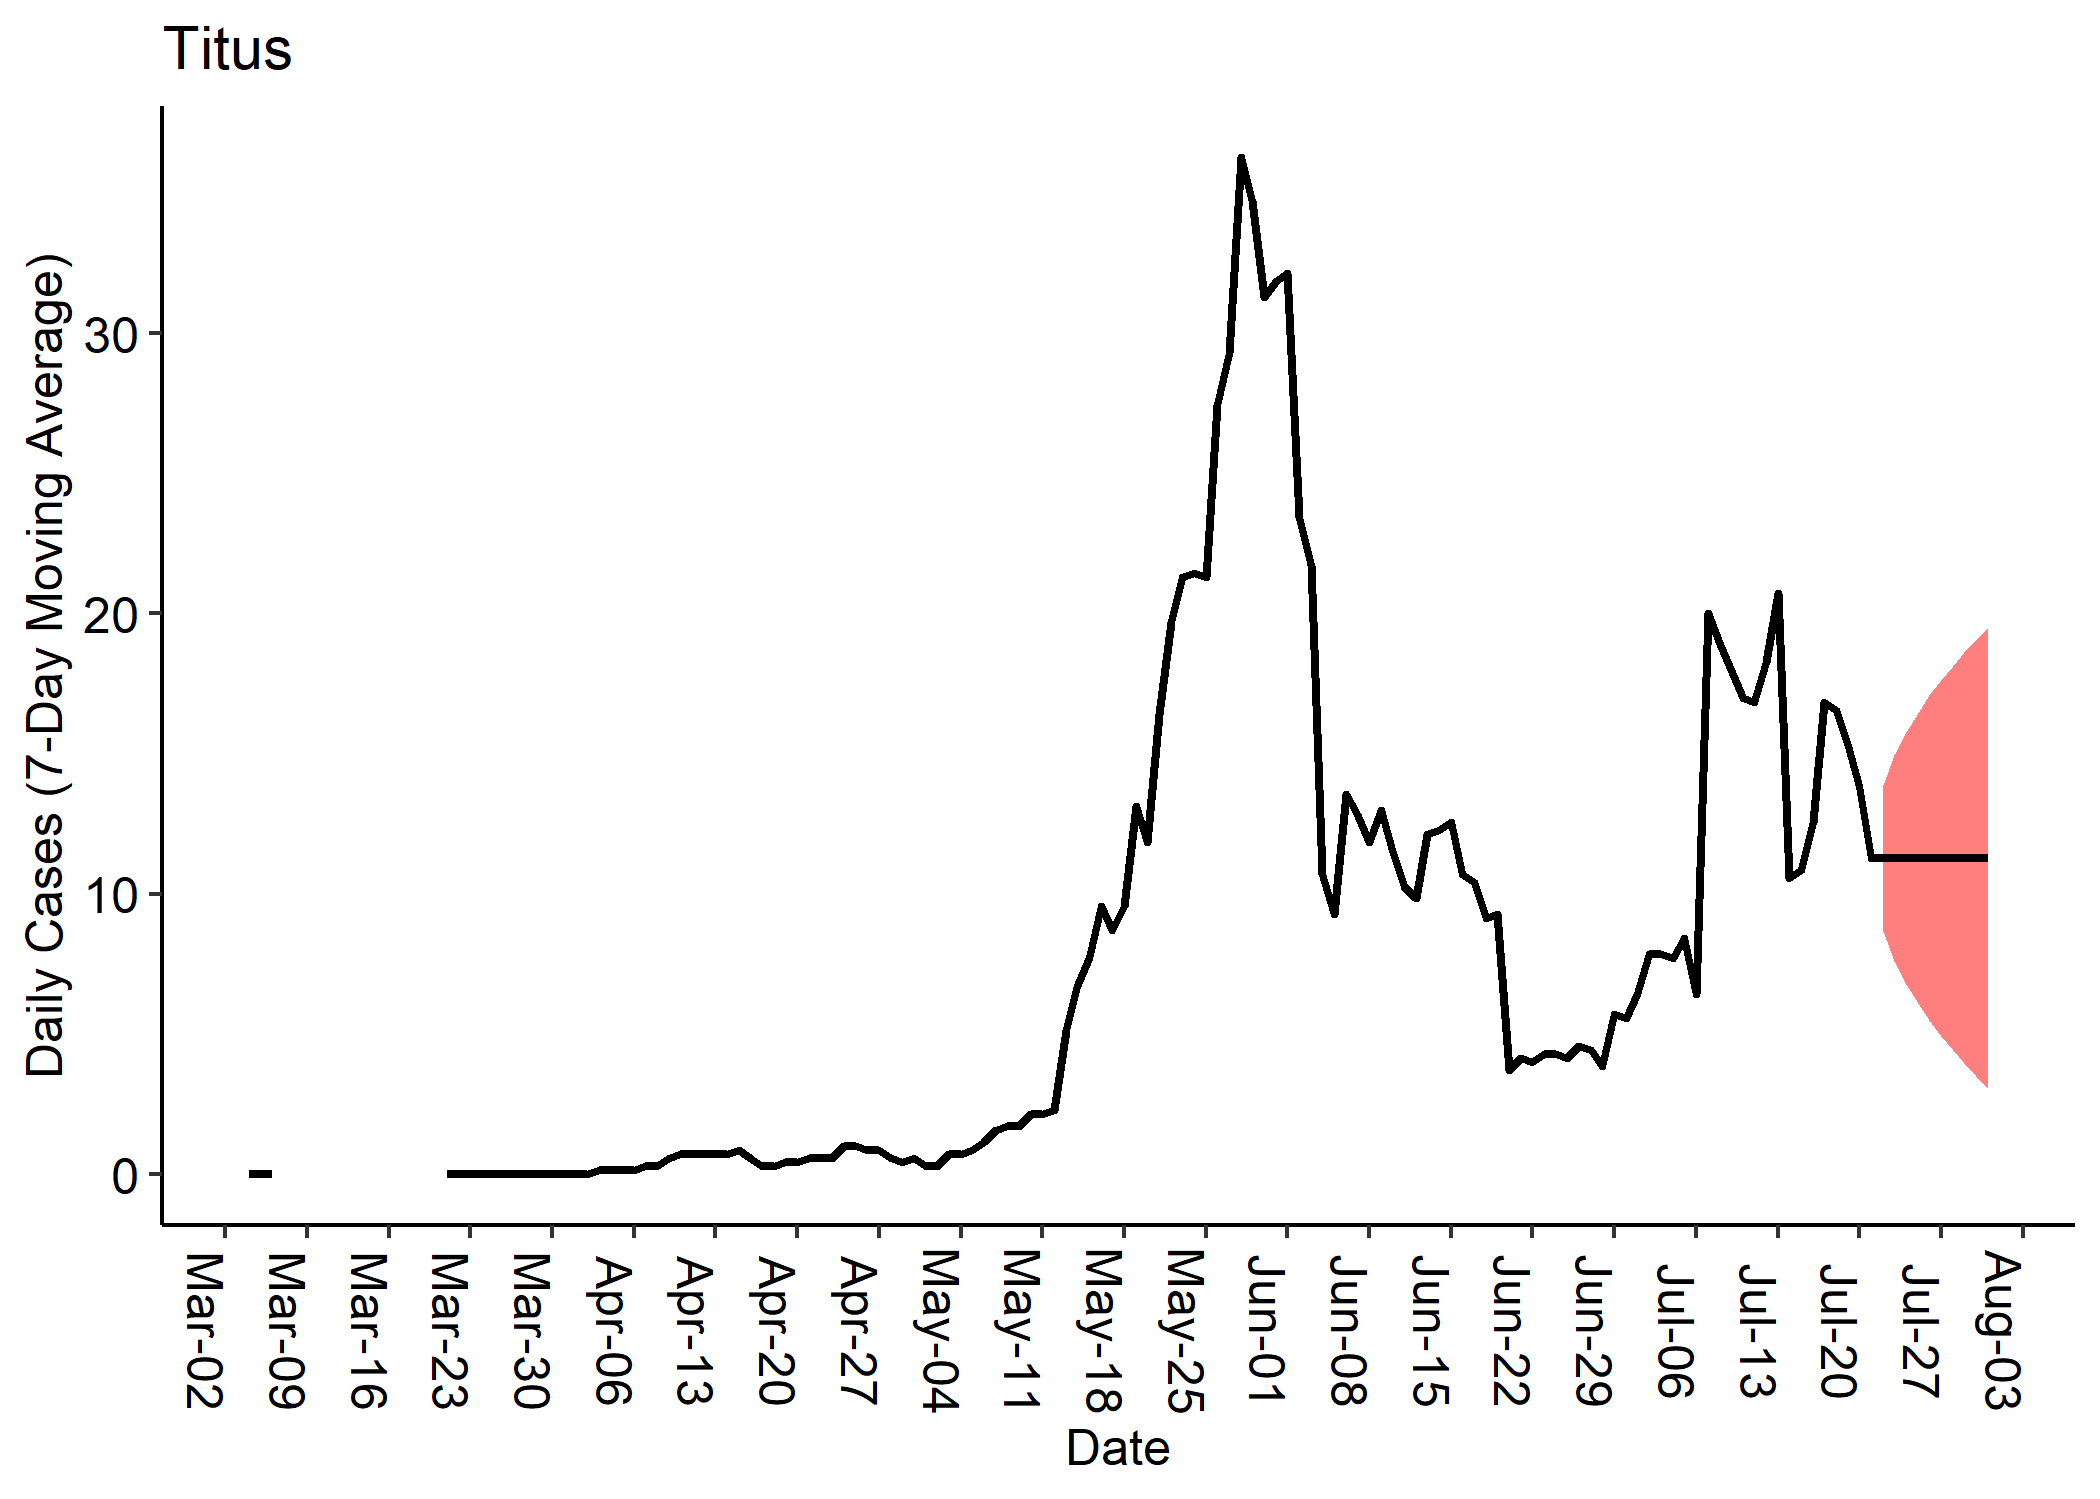 Titus
Daily Cases (7-Day Moving Average)
30
20
10
0
Mar-02
Mar-09
Mar-16
Mar-23
Mar-30
Apr-06
Apr-13
Apr-20
Apr-27
May-04
May-11
May-18
May-25
Jun-01
Jun-08
Jun-15
Jun-22
Jun-29
Jul-06
Jul-13
Jul-20
Jul-27
Aug-03
Date